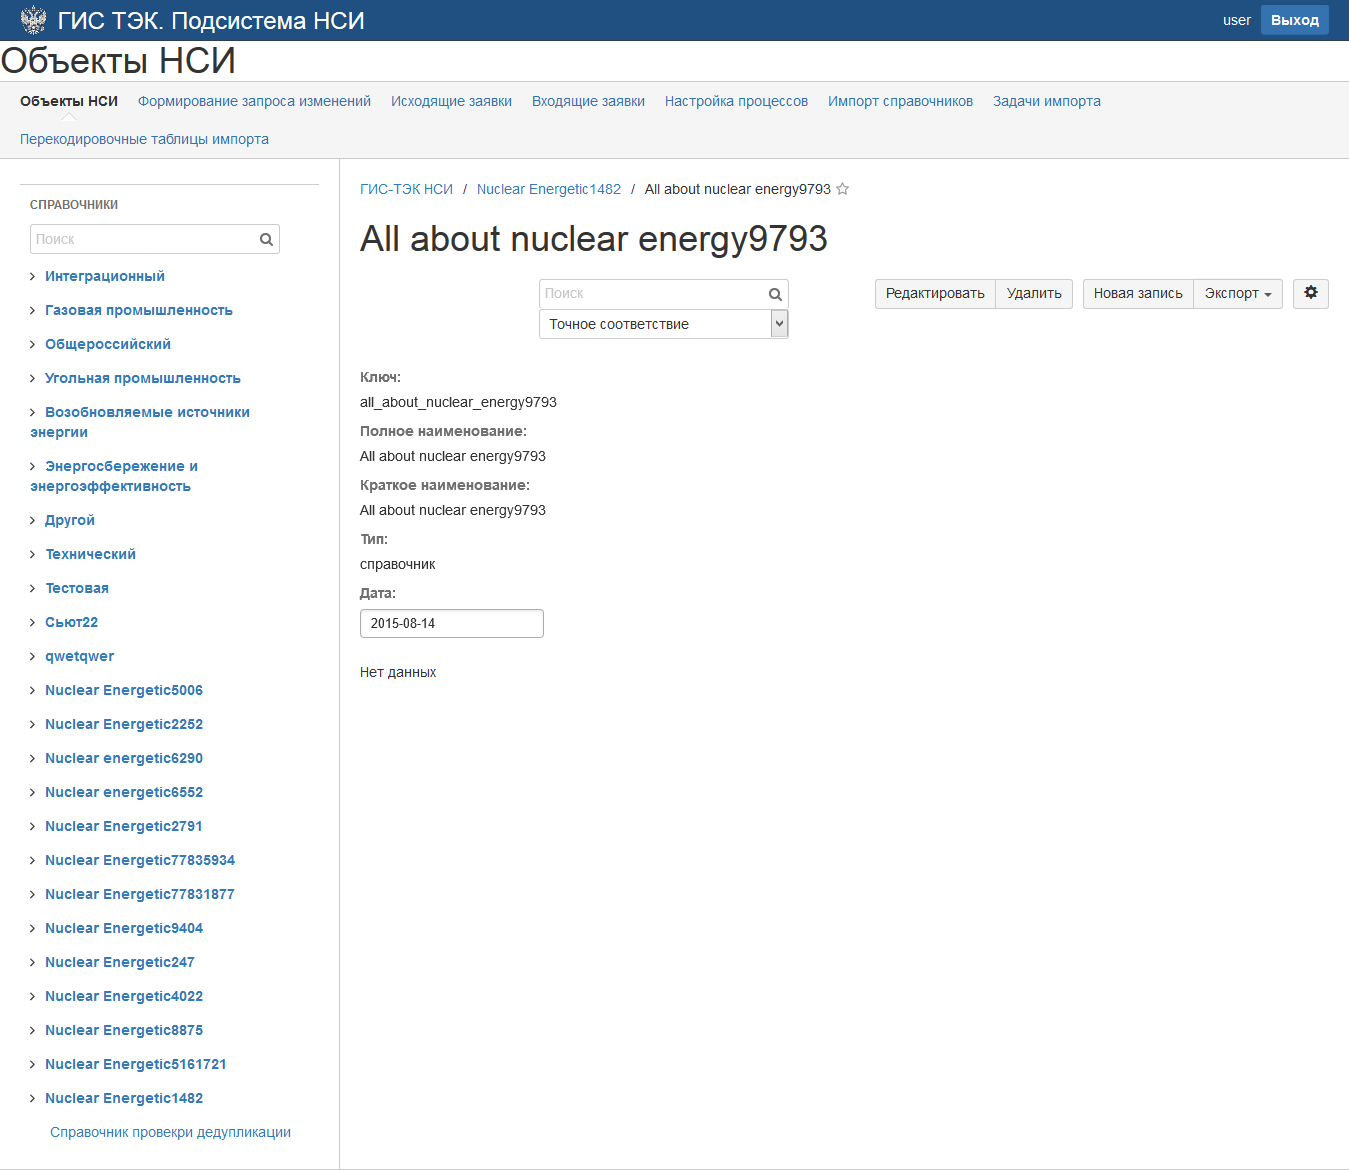 ГИС ТЭК. Подсистема НСИ
user Выход
Объекты НСИ
Объекты НСИ Формирование запроса изменений Исходящие заявки Входящие заявки Настройка процессов Импорт справочников Задачи импорта
Перекодировочные таблицы импорта
СПРАВОЧНИКИ
Поиск
Интеграционный
Газовая промышленность
Общероссийский
Угольная промышленность
Возобновляемые источники
энергии
Энергосбережение и
энергоэффективность
Другой
Технический
Тестовая
Сьют22
qwetqwer
Nuclear Energetic5006
Nuclear Energetic2252
Nuclear energetic6290
Nuclear energetic6552
Nuclear Energetic2791
Nuclear Energetic77835934
Nuclear Energetic77831877
Nuclear Energetic9404
Nuclear Energetic247
Nuclear Energetic4022
Nuclear Energetic8875
Nuclear Energetic5161721
Nuclear Energetic1482
Справочник провекри дедупликации
ГИС-ТЭК НСИ / Nuclear Energetic1482 / All about nuclear energy9793
All about nuclear energy9793
Поиск
Точное соответствие
Редактировать Удалить Новая запись Экспорт
Ключ:
all_about_nuclear_energy9793
Полное наименование:
All about nuclear energy9793
Краткое наименование:
All about nuclear energy9793
Тип:
справочник
Дата:
2015-08-14
Нет данных